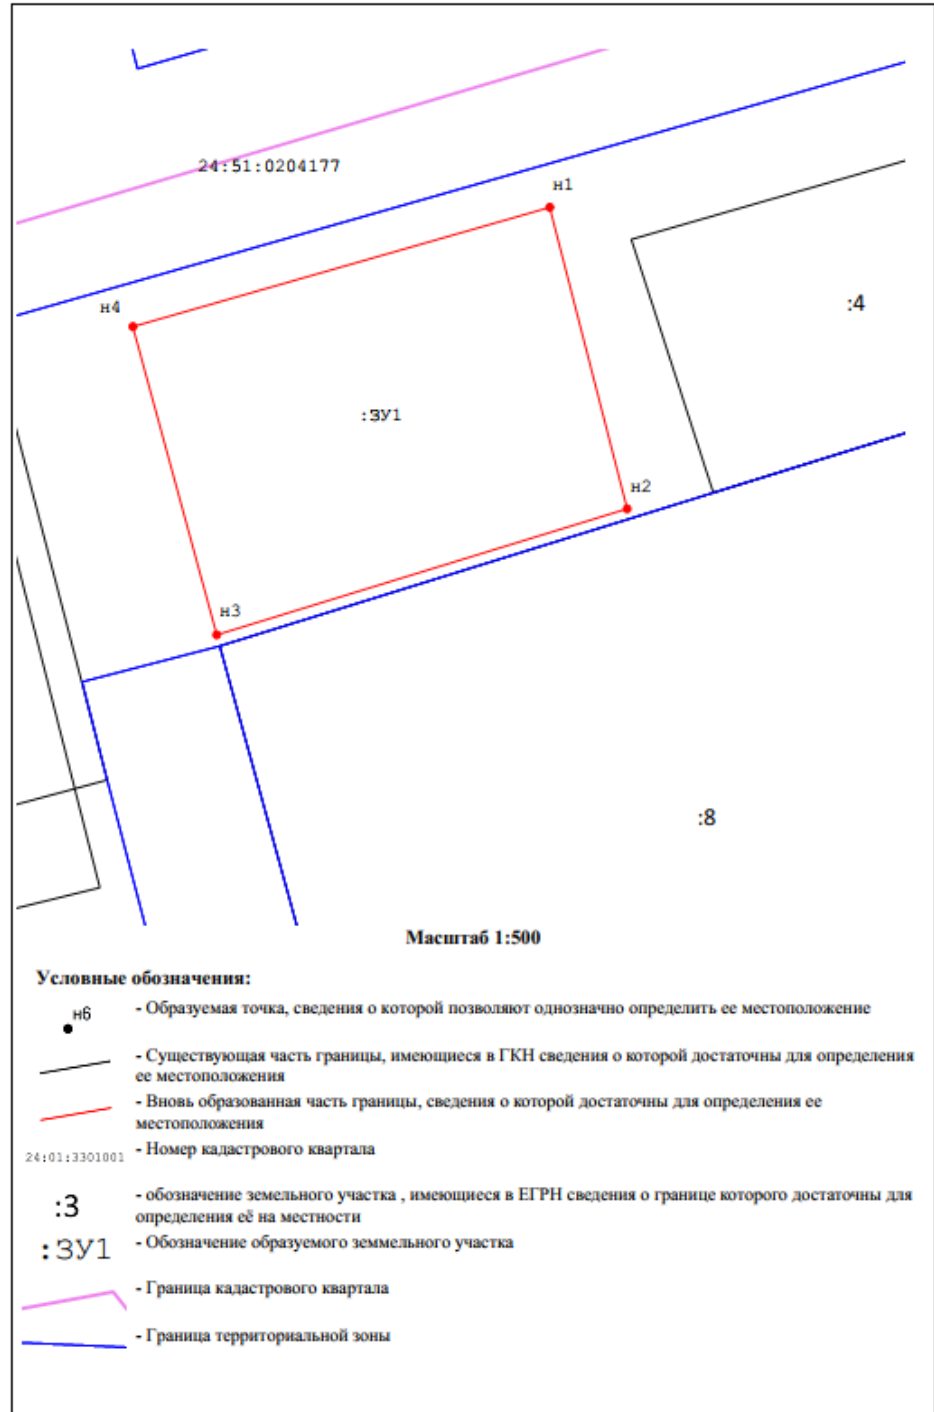 24:51:0204177
н1
:4
н4
:ЗУ1
н2
н3
:8
Масштаб 1:500
Условные обозначения:
н6
- Образуемая точка, сведения о которой позволяют однозначно определить ее местоположение
- Существующая часть границы, имеющиеся в ГКН сведения о которой достаточны для определения
ее местоположения
- Вновь образованная часть границы, сведения о которой достаточны для определения ее
местоположения
24:01:3301001
- Номер кадастрового квартала
:3
- обозначение земельного участка , имеющиеся в ЕГРН сведения о границе которого достаточны для
определения её на местности
:ЗУ1
- Обозначение образуемогоземмельного участка
- Граница кадастрового квартала
- Граница территориальной зоны